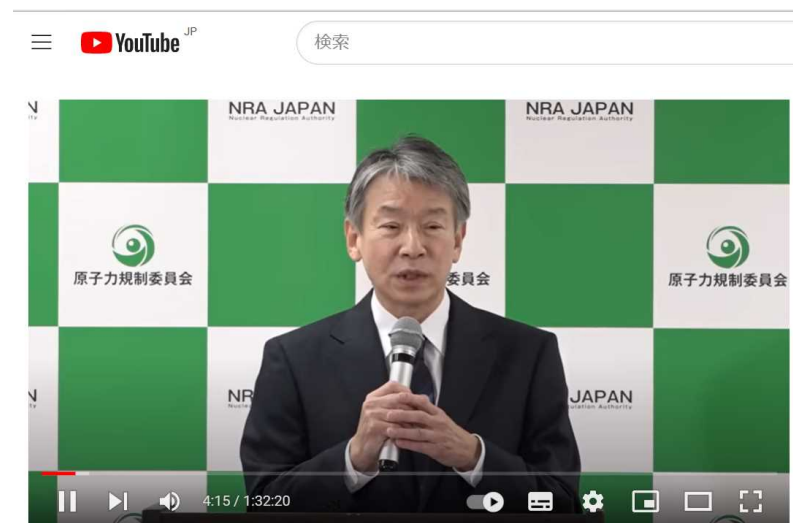 YouTube JP
検索
NRA JAPAN
Nuclear Regulation Authority
NRA JAPAN
Nuclear Regulation Authority
原子力規制委員会
委員会
原子力規制委員会
NR
JAPAN
4:15 / 1:32:20